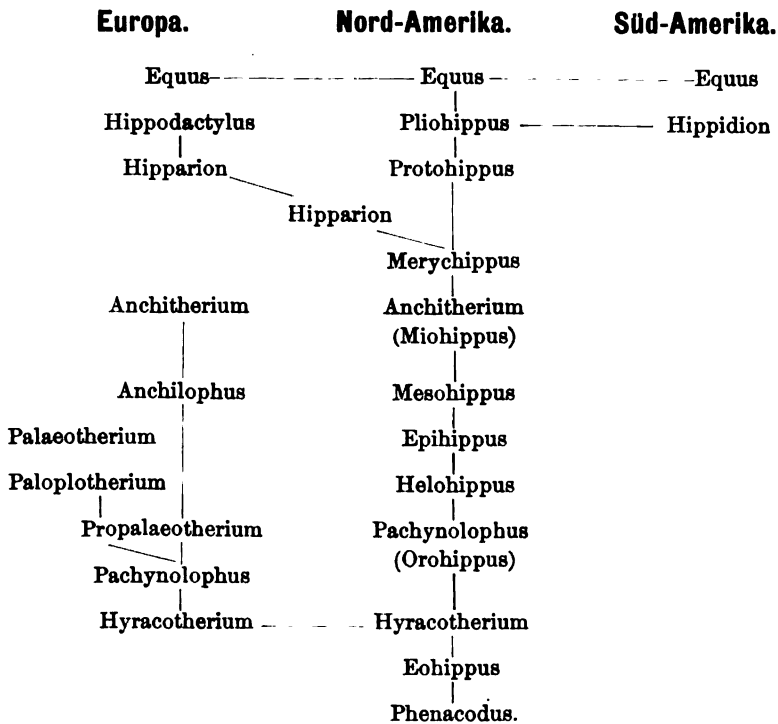 Europa. Nord-Amerika. Süd-Amerika.
Equus Equus Equus
Hippodactylus Pliohippus Hippidion
Hipparion Protohippus
Hipparion
Merychippus
Anchitherium Anchitherium
(Miohippus)
Anchilophus Mesohippus
Palaeotherium Epihippus
Paloplotherium Helohippus
Propalaeotherium Pachynolophus
(Orohippus)
Pachynolophus
Hyracotherium Hyracotherium
Eohippus
Phenacodus.